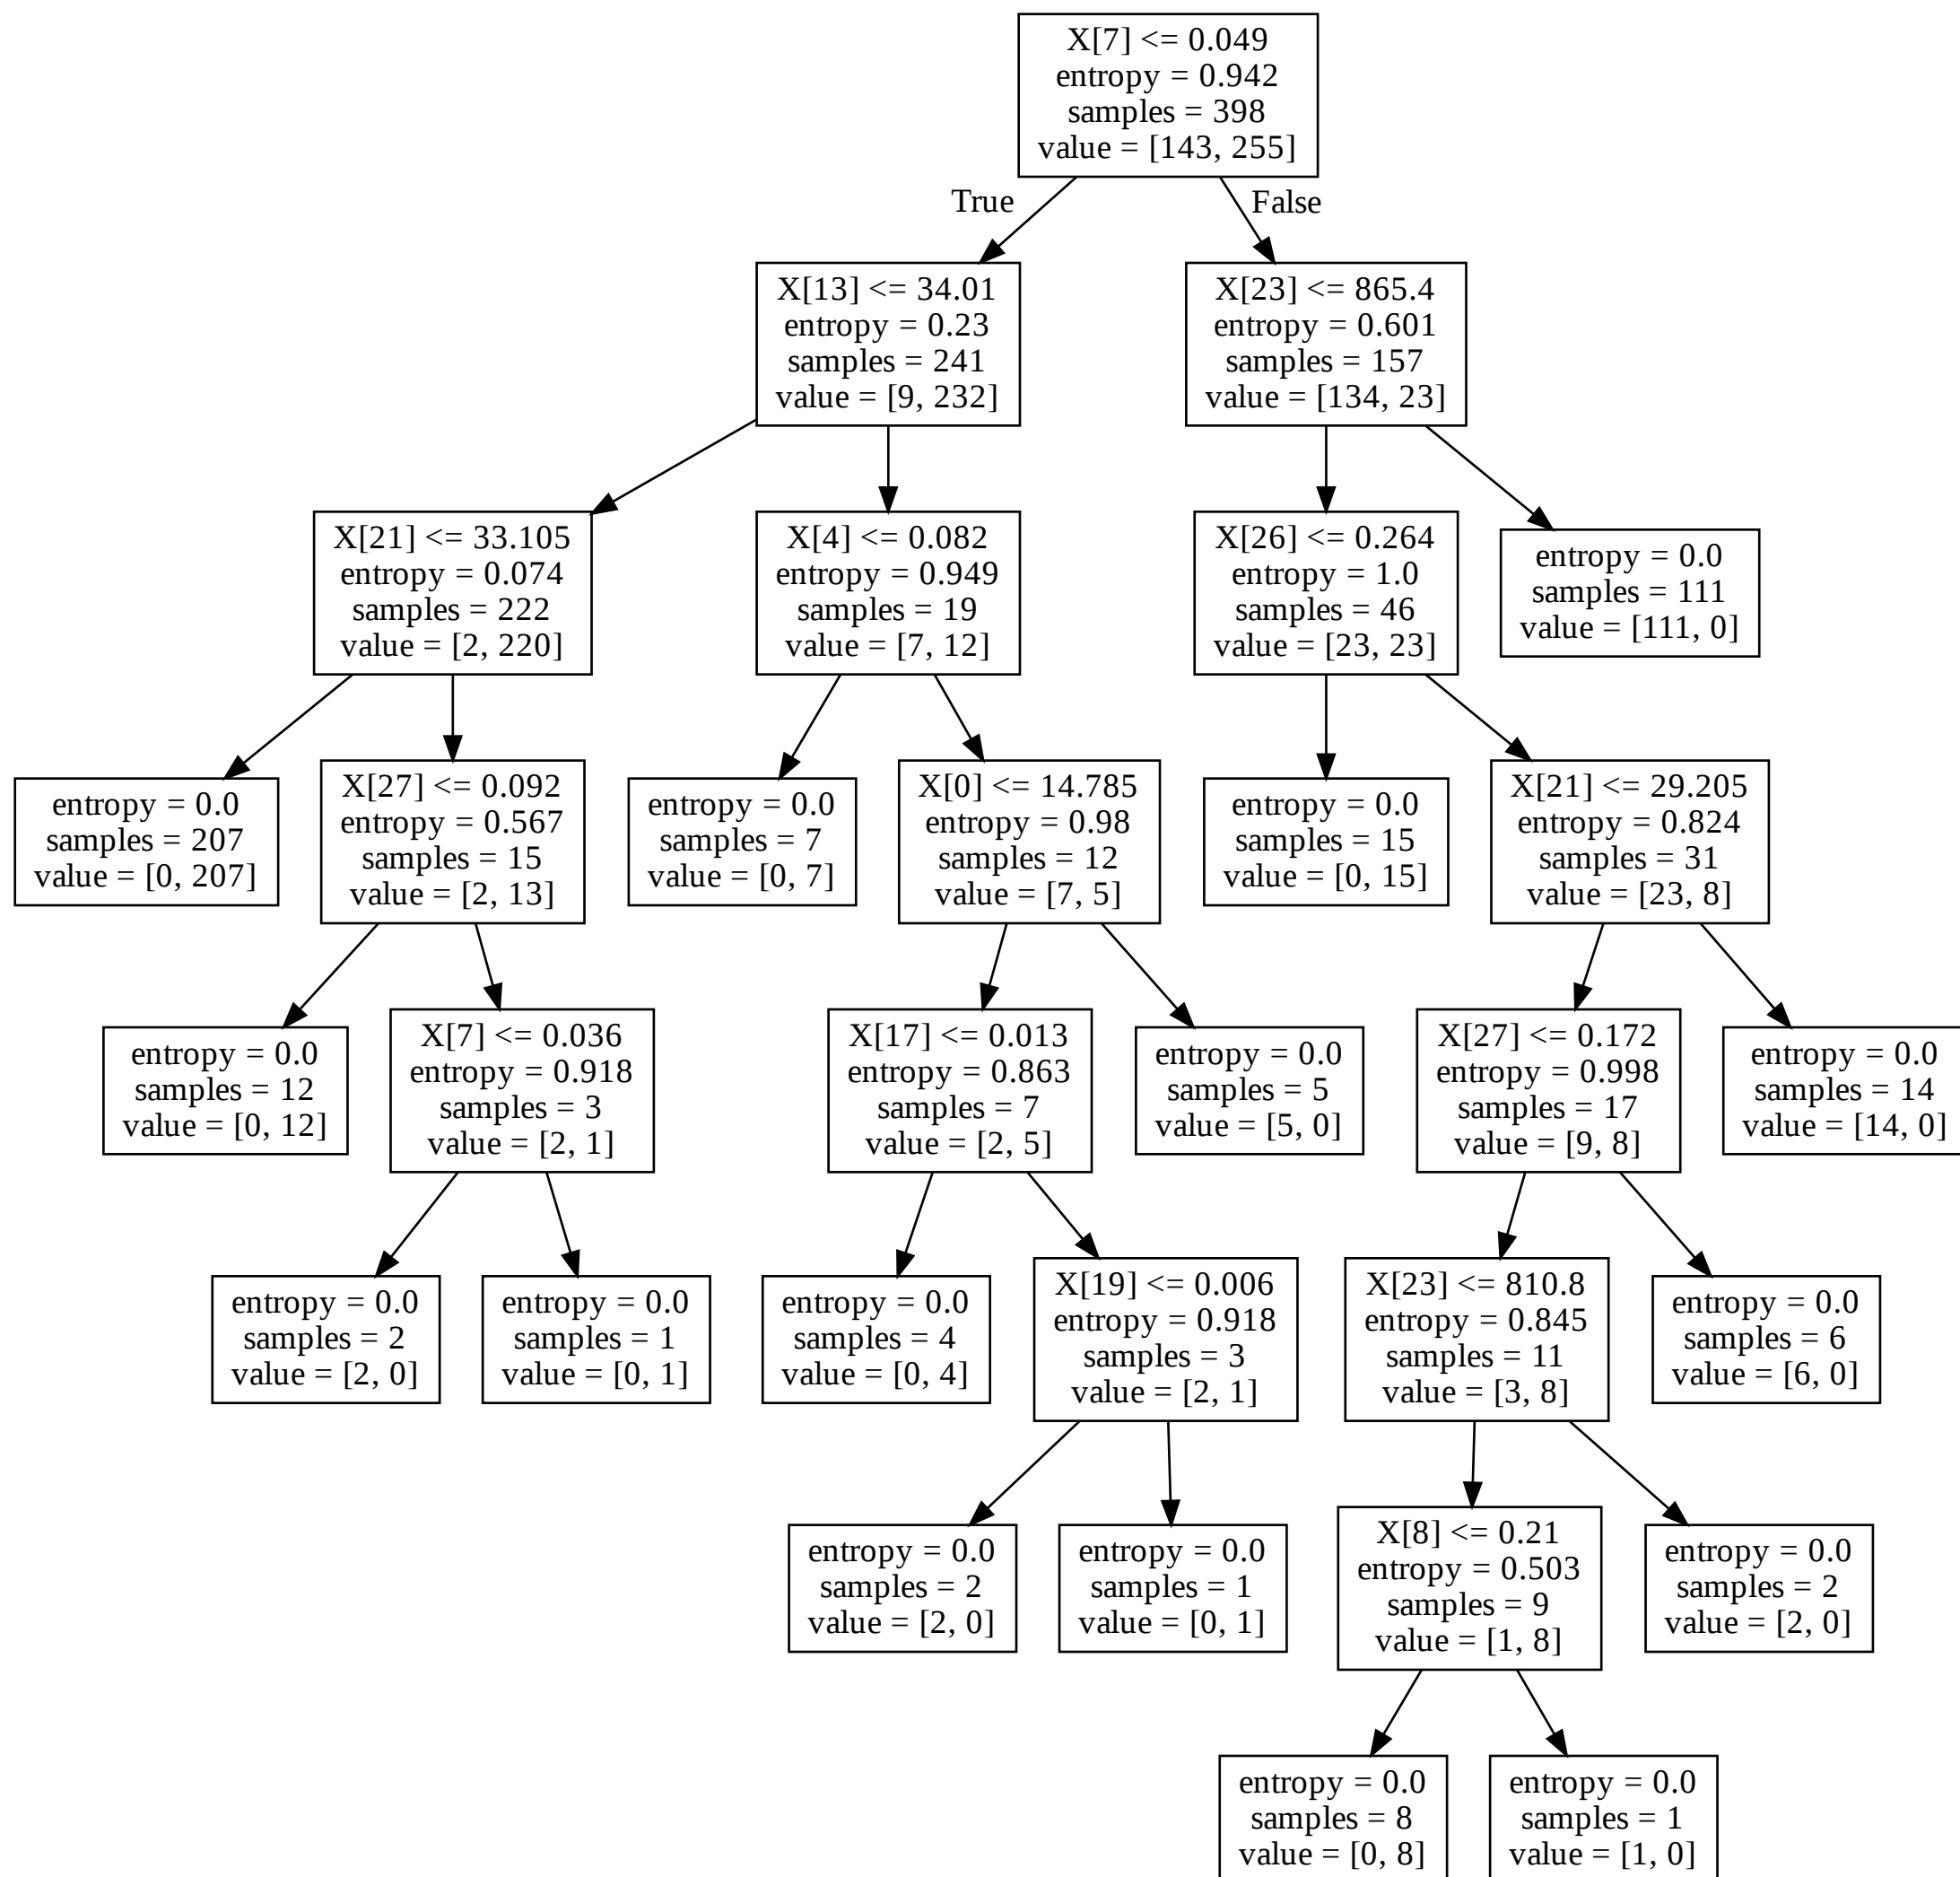 X[7] <= 0.049
entropy = 0.942
samples = 398
value = [143, 255]
True
False
X[13] <= 34.01
entropy = 0.23
samples = 241
value = [9, 232]
X[23] <= 865.4
entropy = 0.601
samples = 157
value = [134, 23]
X[21] <= 33.105
entropy = 0.074
samples = 222
value = [2, 220]
X[4] <= 0.082
entropy = 0.949
samples = 19
value = [7, 12]
X[26] <= 0.264
entropy = 1.0
samples = 46
value = [23, 23]
entropy = 0.0
samples = 111
value = [111, 0]
entropy = 0.0
samples = 207
value = [0, 207]
X[27] <= 0.092
entropy = 0.567
samples = 15
value = [2, 13]
entropy = 0.0
samples = 7
value = [0, 7]
X[0] <= 14.785
entropy = 0.98
samples = 12
value = [7, 5]
entropy = 0.0
samples = 15
value = [0, 15]
X[21] <= 29.205
entropy = 0.824
samples = 31
value = [23, 8]
entropy = 0.0
samples = 12
value = [0, 12]
X[7] <= 0.036
entropy = 0.918
samples = 3
value = [2, 1]
X[17] <= 0.013
entropy = 0.863
samples = 7
value = [2, 5]
entropy = 0.0
samples = 5
value = [5, 0]
X[27] <= 0.172
entropy = 0.998
samples = 17
value = [9, 8]
entropy = 0.0
samples = 14
value = [14, 0]
entropy = 0.0
samples = 2
value = [2, 0]
entropy = 0.0
samples = 1
value = [0, 1]
entropy = 0.0
samples = 4
value = [0, 4]
X[19] <= 0.006
entropy = 0.918
samples = 3
value = [2, 1]
X[23] <= 810.8
entropy = 0.845
samples = 11
value = [3, 8]
entropy = 0.0
samples = 6
value = [6, 0]
entropy = 0.0
samples = 2
value = [2, 0]
entropy = 0.0
samples = 1
value = [0, 1]
X[8] <= 0.21
entropy = 0.503
samples = 9
value = [1, 8]
entropy = 0.0
samples = 2
value = [2, 0]
entropy = 0.0
samples = 8
value = [0, 8]
entropy = 0.0
samples = 1
value = [1, 0]